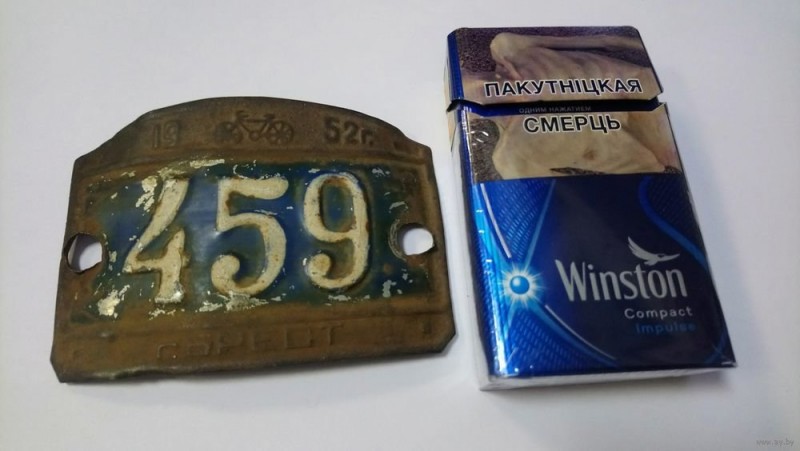 19 52г.
459
г.БРЕСТ
ПАКУТНІЦКАЯ
ОДНИМ НАЖАТИЕМ
СМЕРЦЬ
Winston
Compact
Impulse